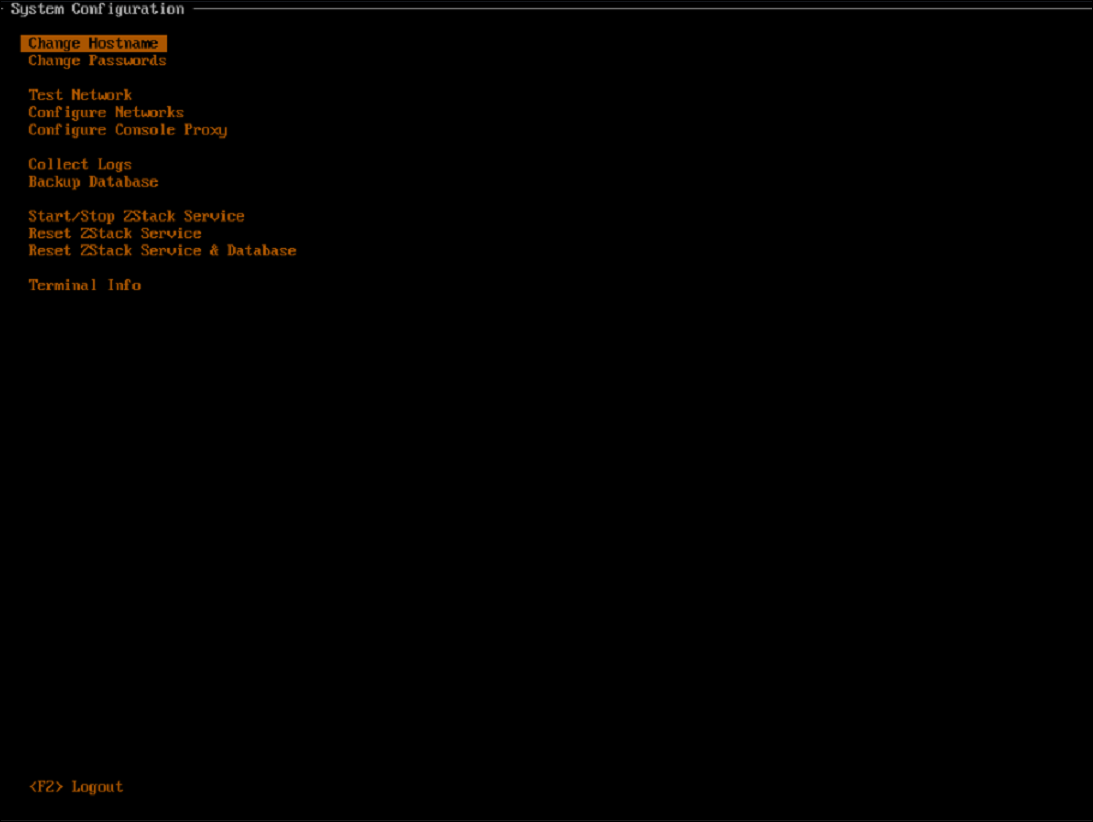 System Configuration
Change Hostname
Change Passwords
Test Network
Configure Networks
Configure Console Proxy
Collect Logs
Backup Database
Start/Stop ZStack Service
Reset ZStack Service
Reset ZStack Service & Database
Terminal Info
<F2> Logout